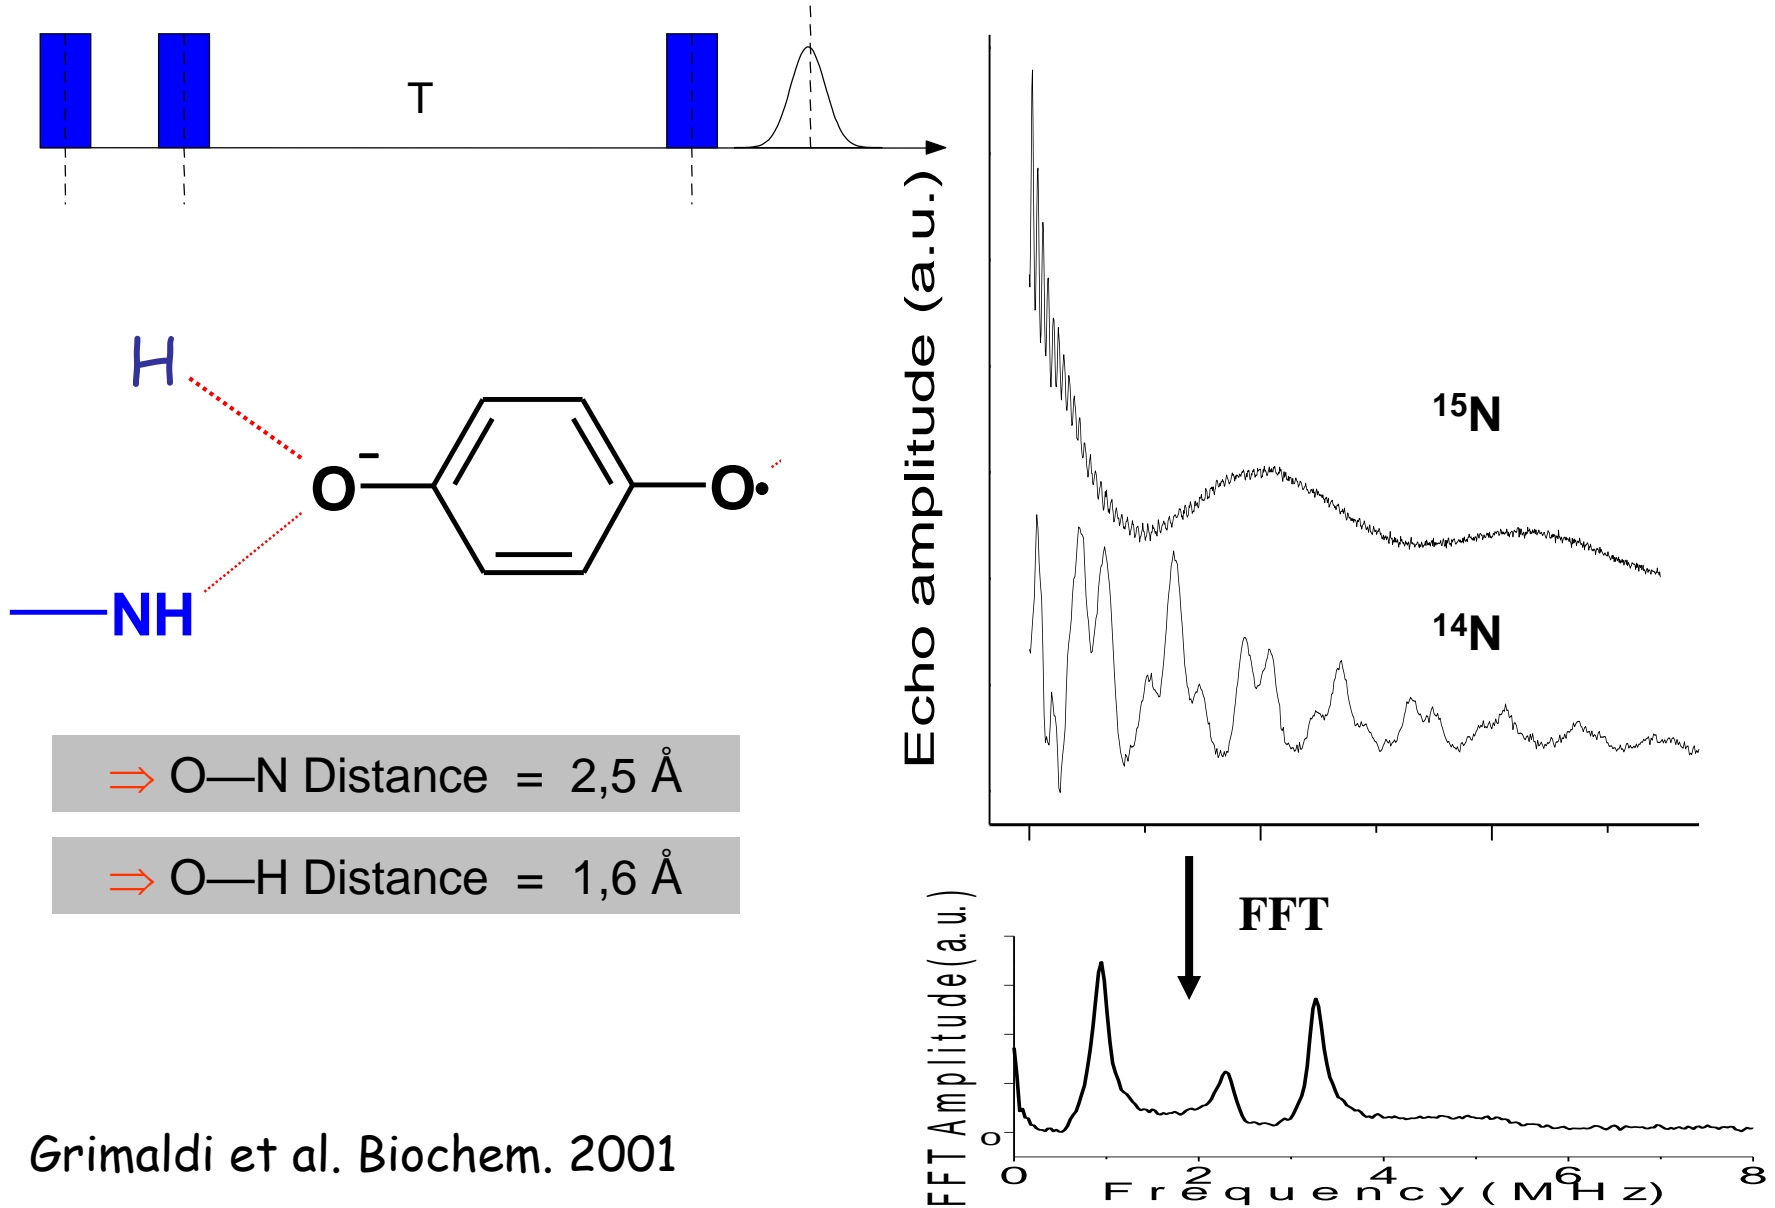 T
Echo amplitude (a.u.)
¹⁵N
H
O⁻
O•
NH
¹⁴N
⇒ O—N Distance = 2,5 Å
⇒ O—H Distance = 1,6 Å
FFT
FFT Amplitude (a.u.)
0
0 2 4 6 8
Frequency (MHz)
Grimaldi et al. Biochem. 2001